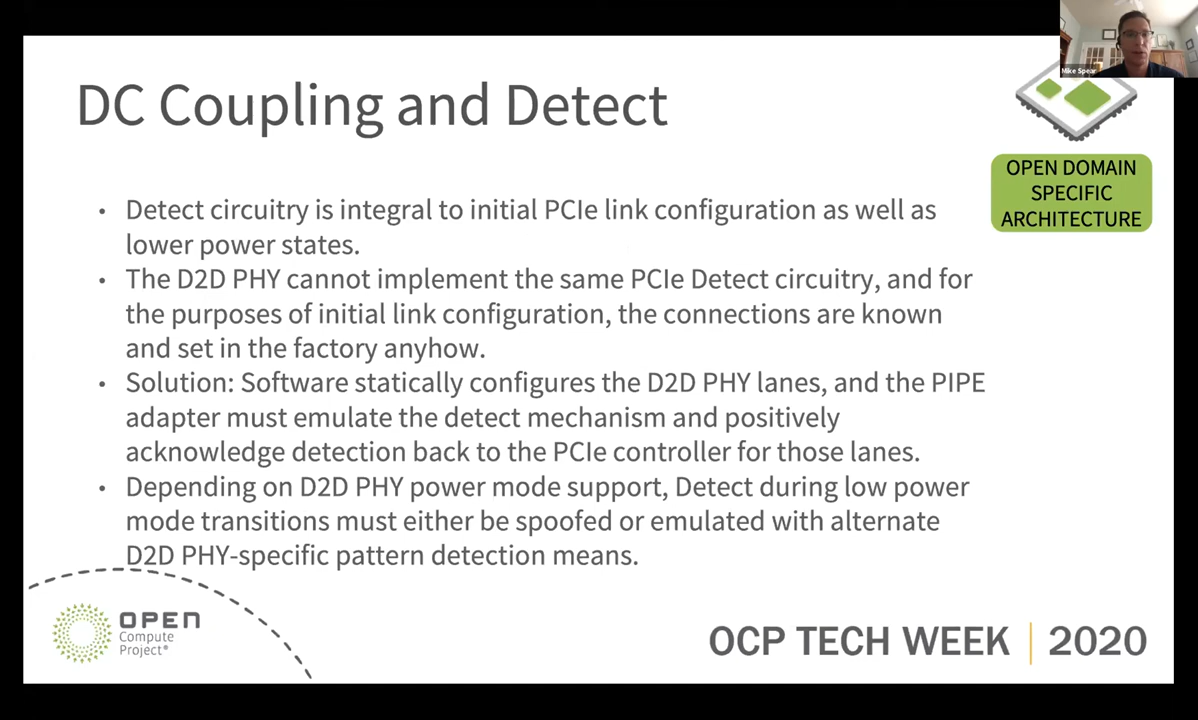 Mike Spear
DC Coupling and Detect
OPEN DOMAIN
SPECIFIC
ARCHITECTURE
• Detect circuitry is integral to initial PCIe link configuration as well as
lower power states.
• The D2D PHY cannot implement the same PCIe Detect circuitry, and for
the purposes of initial link configuration, the connections are known
and set in the factory anyhow.
• Solution: Software statically configures the D2D PHY lanes, and the PIPE
adapter must emulate the detect mechanism and positively
acknowledge detection back to the PCIe controller for those lanes.
• Depending on D2D PHY power mode support, Detect during low power
mode transitions must either be spoofed or emulated with alternate
D2D PHY-specific pattern detection means.
OPEN
Compute
Project®
OCP TECH WEEK | 2020